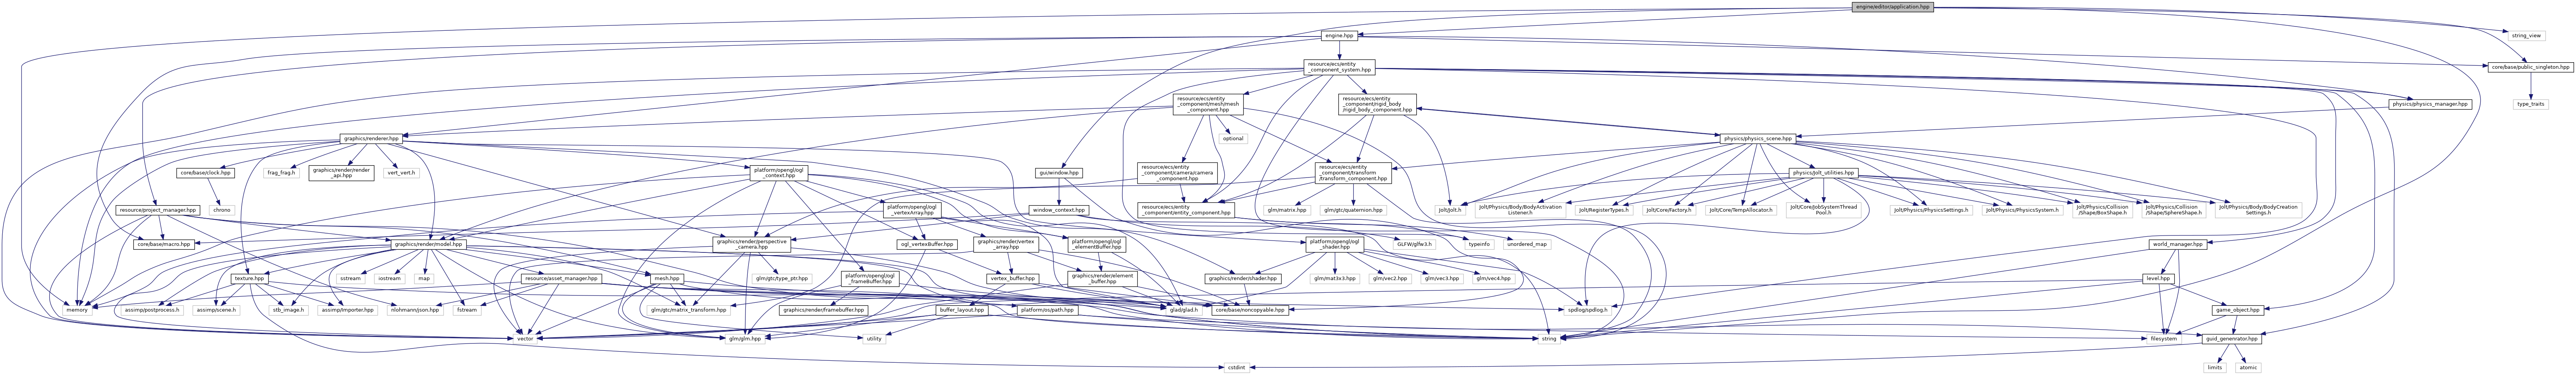 engine/editor/application.hpp
engine.hpp
string_view
resource/ecs/entity
_component_system.hpp
core/base/public_singleton.hpp
resource/ecs/entity
_component/mesh/mesh
_component.hpp
resource/ecs/entity
_component/rigid_body
/rigid_body_component.hpp
physics/physics_manager.hpp
type_traits
graphics/renderer.hpp
optional
physics/physics_scene.hpp
core/base/clock.hpp
frag_frag.h
graphics/render/render
_api.hpp
vert_vert.h
platform/opengl/ogl
_context.hpp
gui/window.hpp
resource/ecs/entity
_component/camera/camera
_component.hpp
resource/ecs/entity
_component/transform
/transform_component.hpp
physics/jolt_utilities.hpp
resource/project_manager.hpp
chrono
platform/opengl/ogl
_vertexArray.hpp
window_context.hpp
resource/ecs/entity
_component/entity_component.hpp
glm/matrix.hpp
glm/gtc/quaternion.hpp
Jolt/Jolt.h
Jolt/Physics/Body/BodyActivation
Listener.h
Jolt/RegisterTypes.h
Jolt/Core/Factory.h
Jolt/Core/TempAllocator.h
Jolt/Core/JobSystemThread
Pool.h
Jolt/Physics/PhysicsSettings.h
Jolt/Physics/PhysicsSystem.h
Jolt/Physics/Collision
/Shape/BoxShape.h
Jolt/Physics/Collision
/Shape/SphereShape.h
Jolt/Physics/Body/BodyCreation
Settings.h
core/base/macro.hpp
graphics/render/model.hpp
graphics/render/perspective
_camera.hpp
ogl_vertexBuffer.hpp
graphics/render/vertex
_array.hpp
platform/opengl/ogl
_elementBuffer.hpp
platform/opengl/ogl
_shader.hpp
GLFW/glfw3.h
typeinfo
unordered_map
world_manager.hpp
texture.hpp
sstream
iostream
map
resource/asset_manager.hpp
mesh.hpp
glm/gtc/type_ptr.hpp
platform/opengl/ogl
_frameBuffer.hpp
vertex_buffer.hpp
graphics/render/element
_buffer.hpp
graphics/render/shader.hpp
glm/matrix3.hpp
glm/vec2.hpp
glm/vec3.hpp
glm/vec4.hpp
level.hpp
memory
assimp/postprocess.h
assimp/scene.h
stb_image.h
assimp/Importer.hpp
nlohmann/json.hpp
fstream
glm/gtc/matrix_transform.hpp
graphics/render/framebuffer.hpp
buffer_layout.hpp
platform/os/path.hpp
glad/glad.h
core/base/noncopyable.hpp
spdlog/spdlog.h
game_object.hpp
vector
glm/glm.hpp
utility
string
filesystem
guid_genenrator.hpp
cstdint
limits
atomic